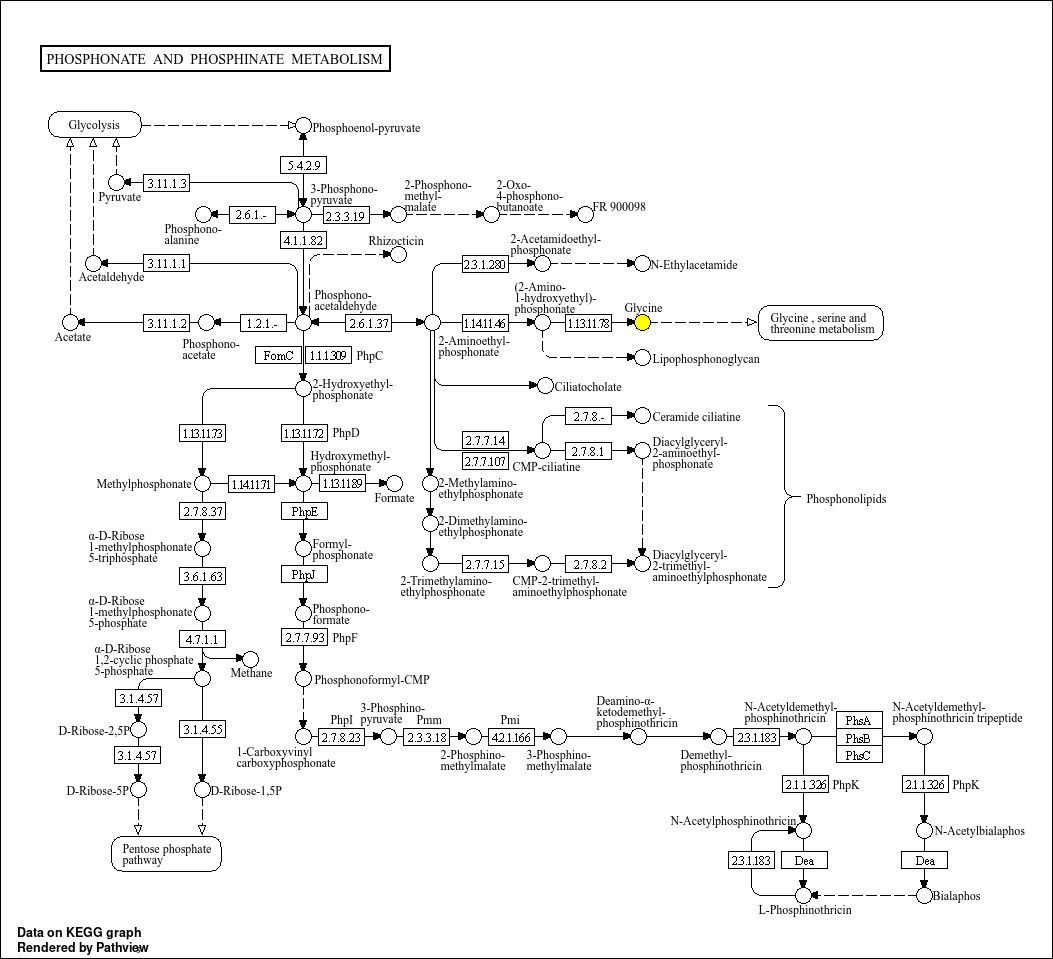 PHOSPHONATE AND PHOSPHINATE METABOLISM
Glycolysis
Phosphoenol-pyruvate
5.4.2.9
3.11.1.3
Pyruvate
3-Phosphono-
pyruvate
2-Phosphono-
methyl-
malate
2-Oxo-
4-phosphono-
butanoate
FR 900098
2.6.1.-
2.3.3.19
Phosphono-
alanine
4.1.1.82
Rhizocticin
2-Acetamidoethyl-
phosphonate
3.11.1.1
Acetaldehyde
2.3.1.280
N-Ethylacetamide
Phosphono-
acetaldehyde
(2-Amino-
1-hydroxyethyl)-
phosphonate
Glycine
3.11.1.2
1.2.1.-
2.6.1.37
1.14.11.46
1.13.11.78
Glycine , serine and
threonine metabolism
Acetate
Phosphono-
acetate
2-Aminoethyl-
phosphonate
FomC
1.1.1.309
PhpC
Lipophosphonoglycan
2-Hydroxyethyl-
phosphonate
Ciliatocholate
2.7.8.-
Ceramide ciliatine
1.13.11.73
1.13.11.72
PhpD
2.7.7.14
2.7.7.107
CMP-ciliatine
2.7.8.1
Diacylglyceryl-
2-aminoethyl-
phosphonate
Hydroxymethyl-
phosphonate
Methylphosphonate
1.14.11.71
1.13.11.89
Formate
2-Methylamino-
ethylphosphonate
Phosphonolipids
2.7.8.37
PhpE
2-Dimethylamino-
ethylphosphonate
α-D-Ribose
1-methylphosphonate
5-triphosphate
Formyl-
phosphonate
3.6.1.63
PhpJ
2.7.7.15
2.7.8.2
Diacylglyceryl-
2-trimethyl-
aminoethylphosphonate
2-Trimethylamino-
ethylphosphonate
CMP-2-trimethyl-
aminoethylphosphonate
α-D-Ribose
1-methylphosphonate
5-phosphate
Phosphono-
formate
4.7.1.1
2.7.7.93
PhpF
α-D-Ribose
1,2-cyclic phosphate
5-phosphate
Methane
Phosphonoformyl-CMP
3.1.4.57
D-Ribose-2,5P
3.1.4.55
3.1.4.57
D-Ribose-5P
D-Ribose-1,5P
Pentose phosphate
pathway
PhpI
2.7.8.23
1-Carboxyvinyl
carboxyphosphonate
3-Phosphino-
pyruvate
Pmm
2.3.3.18
2-Phosphino-
methylmalate
Pmi
4.2.1.166
3-Phosphino-
methylmalate
Deamino-α-
ketodemethyl-
phosphinothricin
Demethyl-
phosphinothricin
N-Acetyldemethyl-
phosphinothricin
2.3.1.183
PhsA
PhsB
PhsC
N-Acetyldemethyl-
phosphinothricin tripeptide
2.1.1.326
PhpK
2.1.1.326
PhpK
N-Acetylphosphinothricin
N-Acetylbialaphos
2.3.1.183
Dea
Dea
L-Phosphinothricin
Bialaphos
Data on KEGG graph
Rendered by Pathview